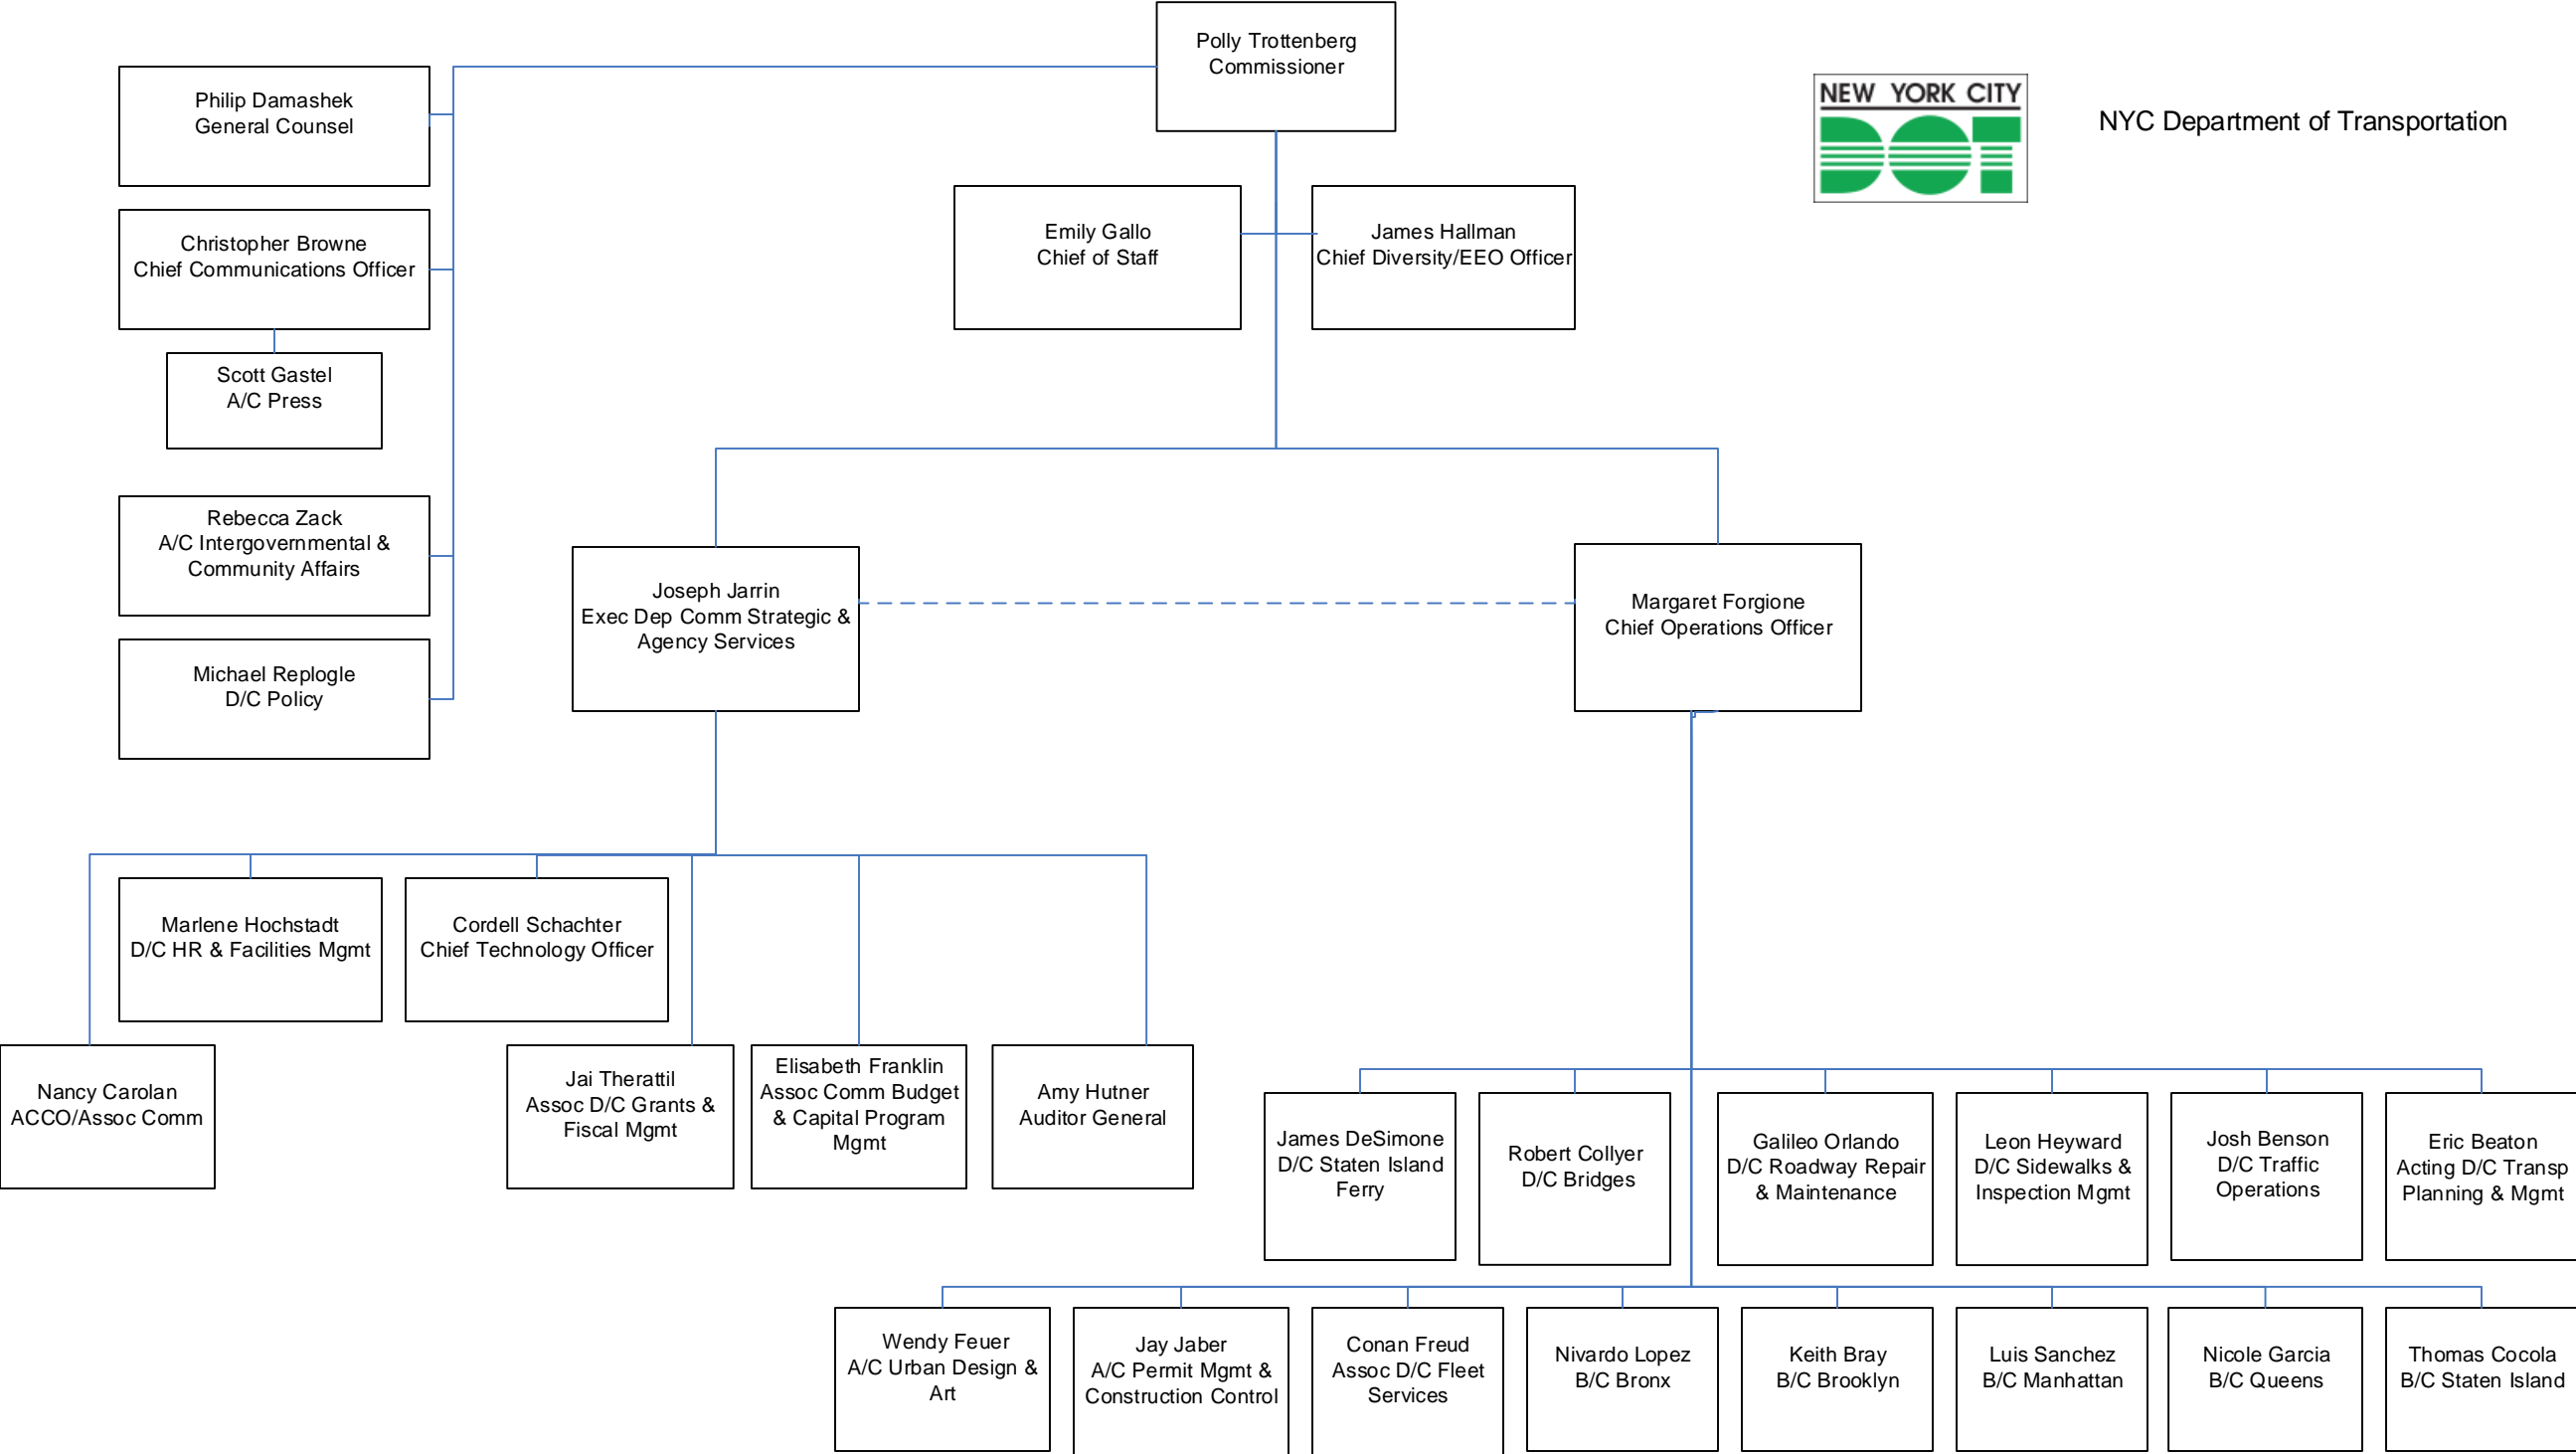 Polly Trottenberg
Commissioner
NEW YORK CITY
DOT
NYC Department of Transportation
Philip Damashek
General Counsel
Emily Gallo
Chief of Staff
James Hallman
Chief Diversity/EEO Officer
Christopher Browne
Chief Communications Officer
Scott Gastel
A/C Press
Rebecca Zack
A/C Intergovernmental &
Community Affairs
Joseph Jarrin
Exec Dep Comm Strategic &
Agency Services
Margaret Forgione
Chief Operations Officer
Michael Replogle
D/C Policy
Marlene Hochstadt
D/C HR & Facilities Mgmt
Cordell Schachter
Chief Technology Officer
Nancy Carolan
ACCO/Assoc Comm
Jai Therattil
Assoc D/C Grants &
Fiscal Mgmt
Elisabeth Franklin
Assoc Comm Budget
& Capital Program
Mgmt
Amy Hutner
Auditor General
James DeSimone
D/C Staten Island
Ferry
Robert Collyer
D/C Bridges
Galileo Orlando
D/C Roadway Repair
& Maintenance
Leon Heyward
D/C Sidewalks &
Inspection Mgmt
Josh Benson
D/C Traffic
Operations
Eric Beaton
Acting D/C Transp
Planning & Mgmt
Wendy Feuer
A/C Urban Design &
Art
Jay Jaber
A/C Permit Mgmt &
Construction Control
Conan Freud
Assoc D/C Fleet
Services
Nivardo Lopez
B/C Bronx
Keith Bray
B/C Brooklyn
Luis Sanchez
B/C Manhattan
Nicole Garcia
B/C Queens
Thomas Cocola
B/C Staten Island